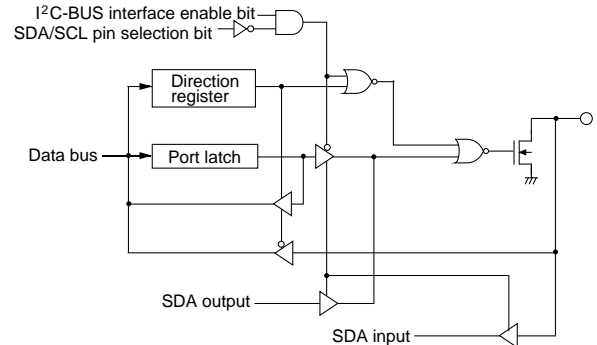 I²C-BUS interface enable bit
SDA/SCL pin selection bit
Direction
register
Data bus
Port latch
SDA output
SDA input